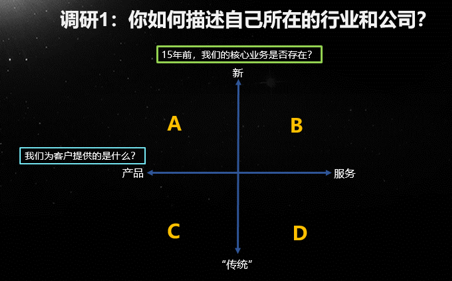 调研1：你如何描述自己所在的行业和公司？
15年前，我们的核心业务是否存在？
新
A
B
我们为客户提供的是什么？
产品
服务
C
D
“传统”